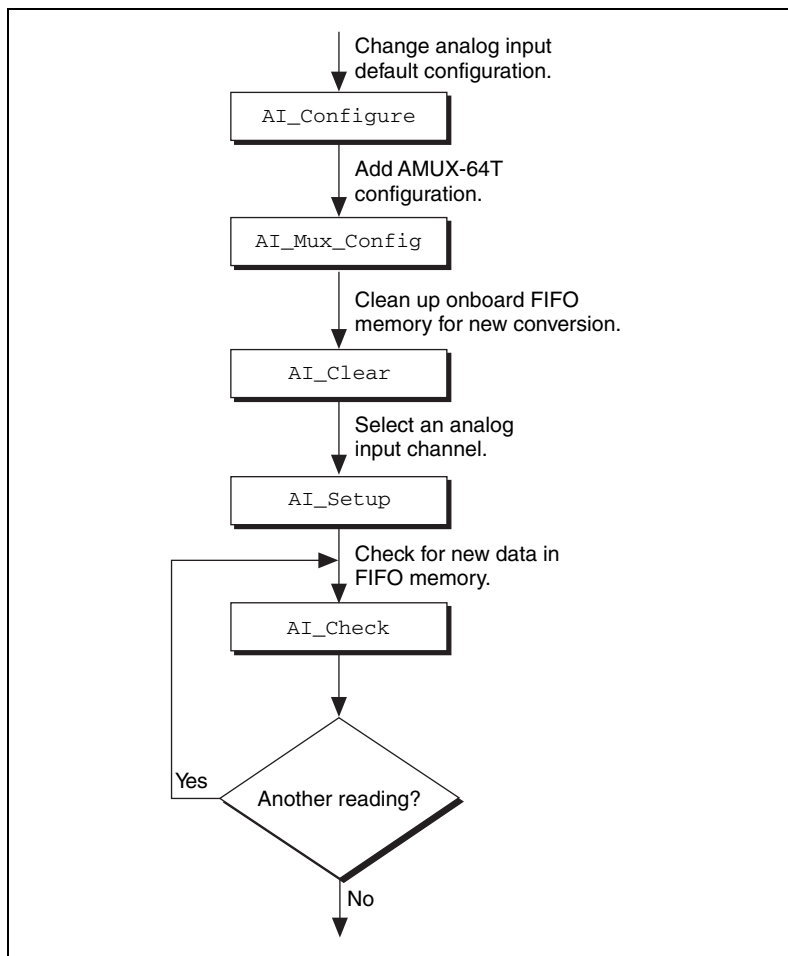 Change analog input
default configuration.
AI_Configure
Add AMUX-64T
configuration.
AI_Mux_Config
Clean up onboard FIFO
memory for new conversion.
AI_Clear
Select an analog
input channel.
AI_Setup
Check for new data in
FIFO memory.
AI_Check
Yes
Another reading?
No